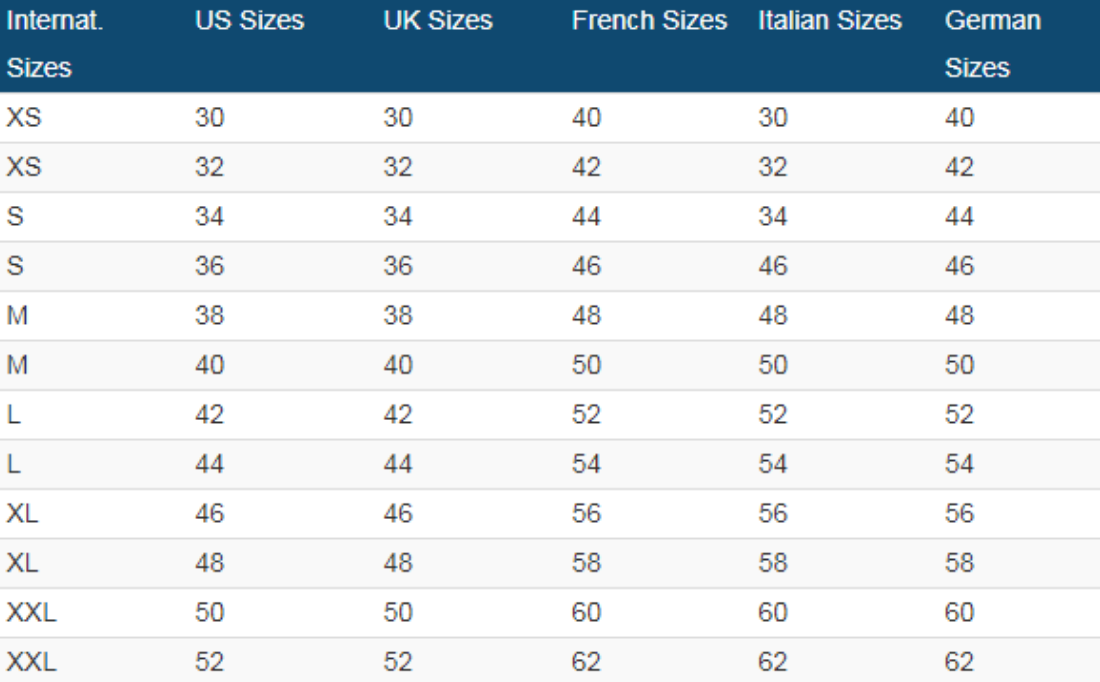 Internat. Sizes US Sizes UK Sizes French Sizes Italian Sizes German Sizes
XS 30 30 40 30 40
XS 32 32 42 32 42
S 34 34 44 34 44
S 36 36 46 46 46
M 38 38 48 48 48
M 40 40 50 50 50
L 42 42 52 52 52
L 44 44 54 54 54
XL 46 46 56 56 56
XL 48 48 58 58 58
XXL 50 50 60 60 60
XXL 52 52 62 62 62